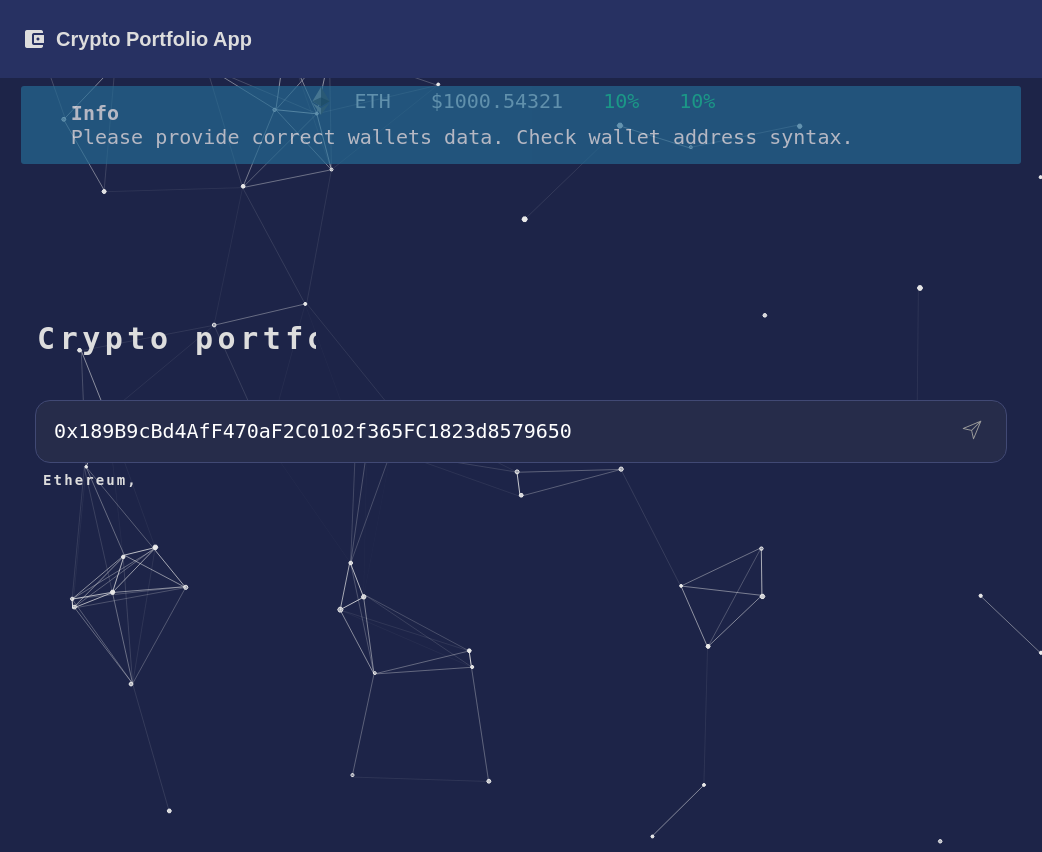 Crypto Portfolio App
ETH $1000.54321 10% 10%
Info
Please provide correct wallets data. Check wallet address syntax.
Crypto portfo
0x189B9cBd4AfF470aF2C0102f365FC1823d8579650
Ethereum,